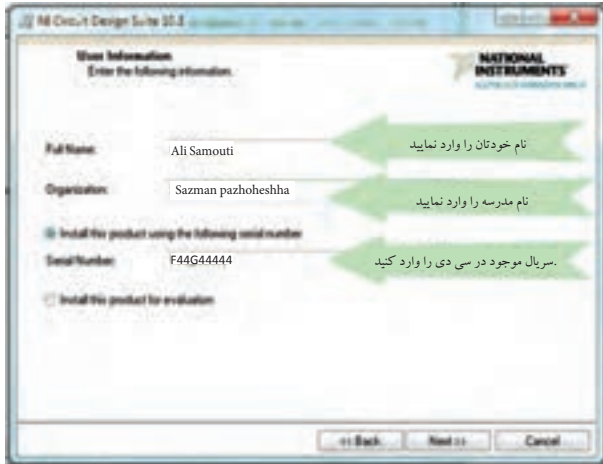 NI Circuit Design Suite 10.1
User Information
Enter the following information.
NATIONAL
INSTRUMENTS
Full Name:
Ali Samouti
نام خودتان را وارد نمایید
Organization:
Sazman pazhoheshha
نام مدرسه را وارد نمایید
Install this product using the following serial number
Serial Number:
F44G44444
.سریال موجود در سی دی را وارد کنید
Install this product for evaluation
<< Back
Next >>
Cancel